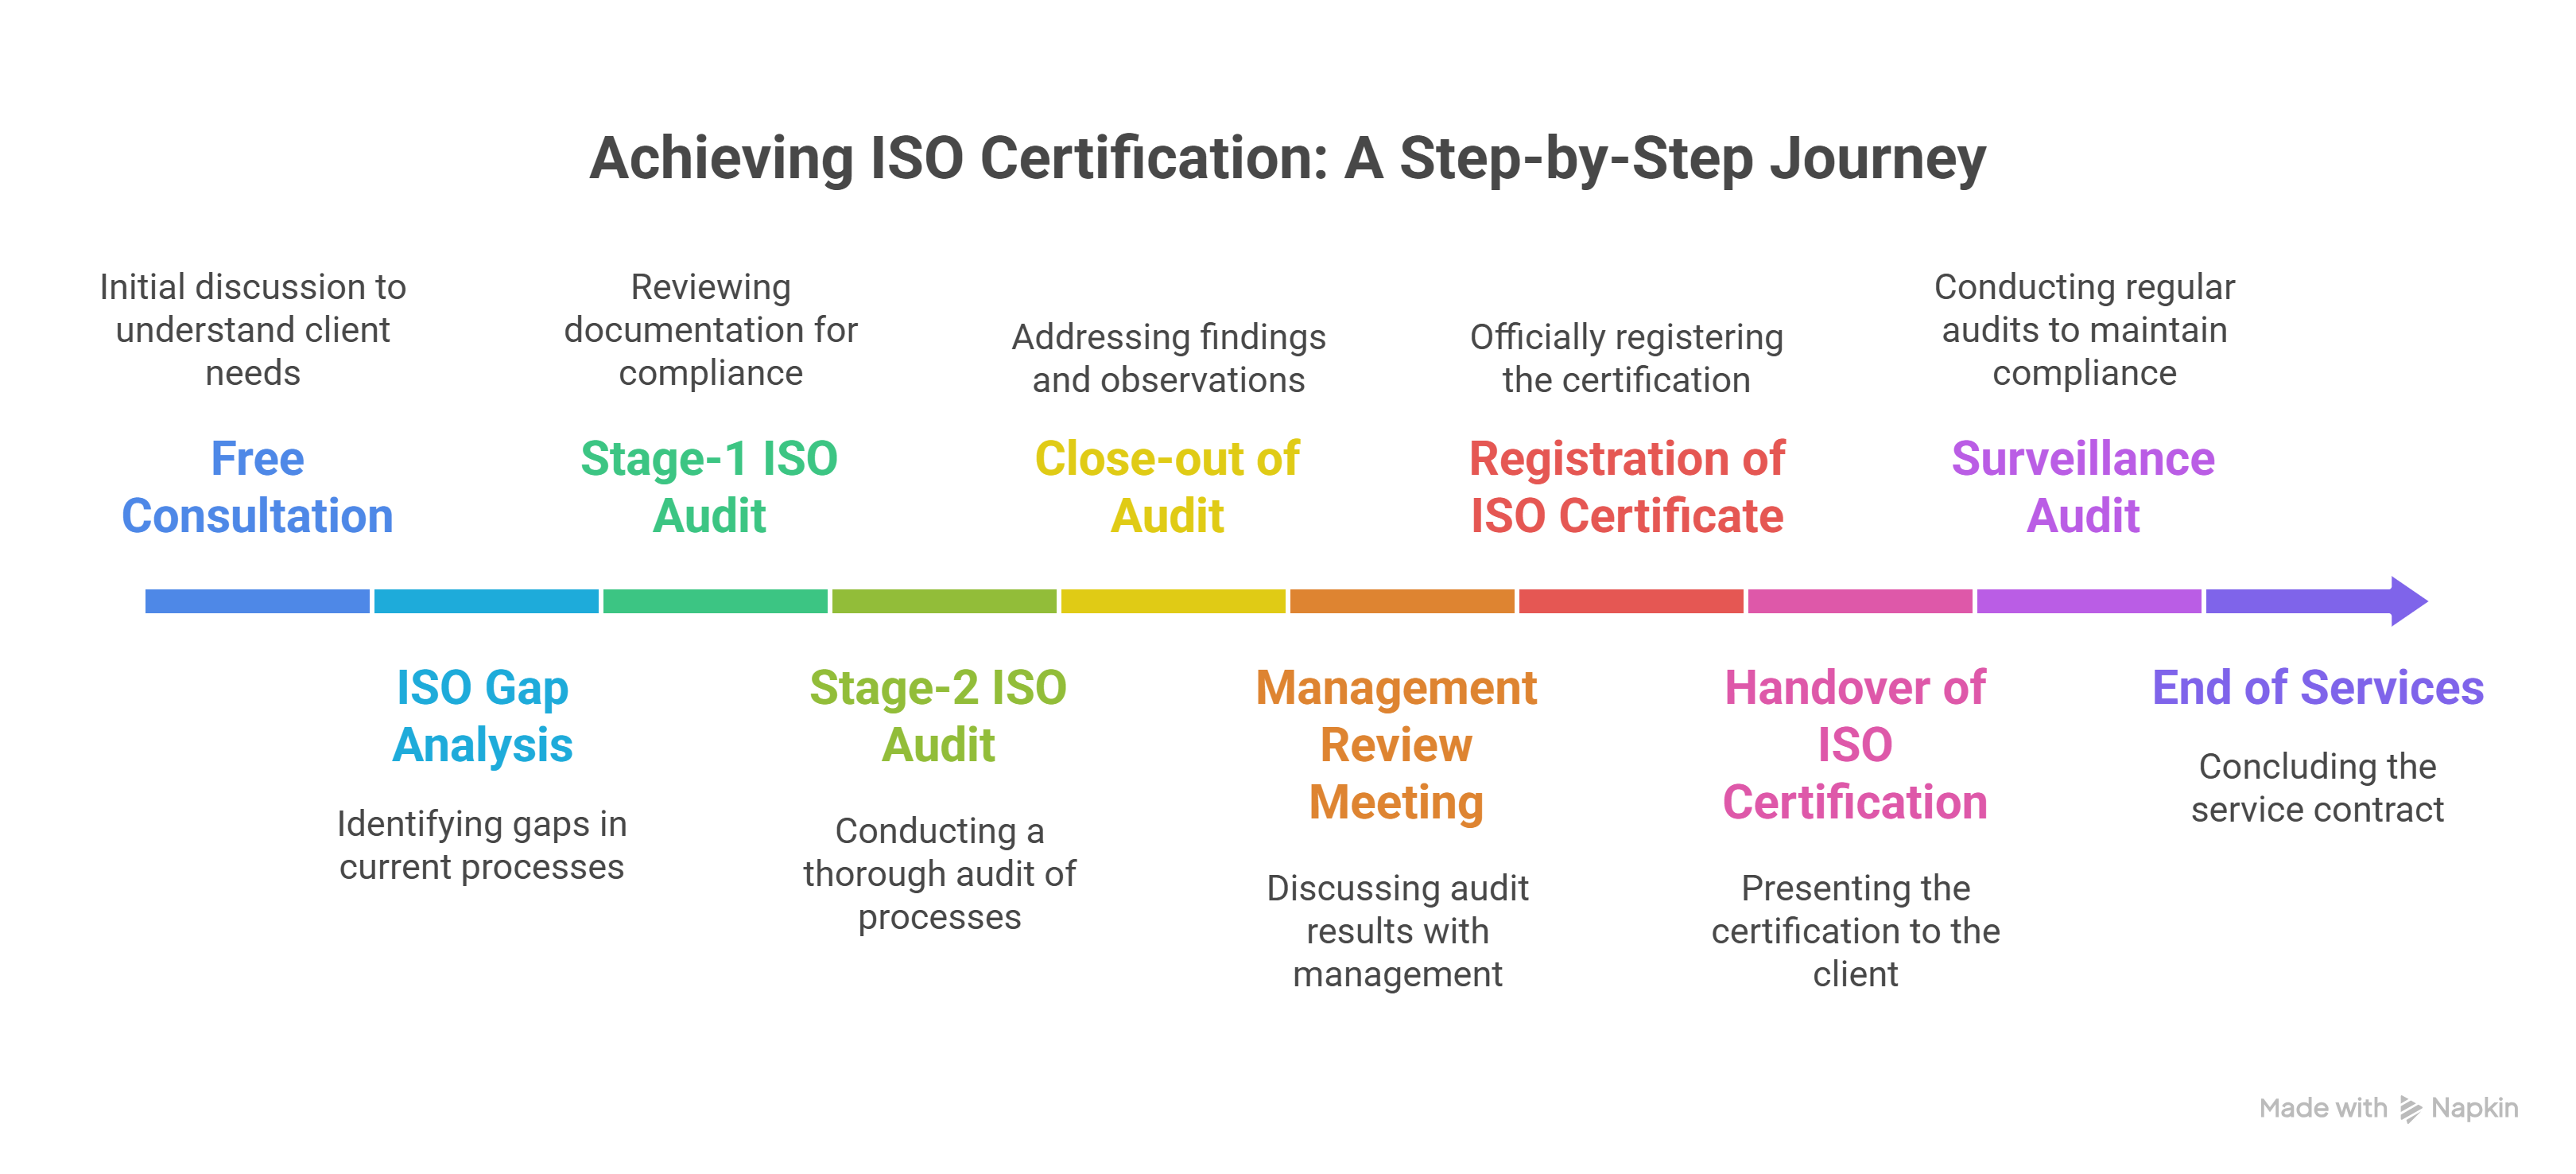 Achieving ISO Certification: A Step-by-Step Journey
Initial discussion to
understand client
needs
Free
Consultation
ISO Gap
Analysis
Identifying gaps in
current processes
Reviewing
documentation for
compliance
Stage-1 ISO
Audit
Stage-2 ISO
Audit
Conducting a
thorough audit of
processes
Addressing findings
and observations
Close-out of
Audit
Management
Review
Meeting
Discussing audit
results with
management
Officially registering
the certification
Registration of
ISO Certificate
Handover of
ISO
Certification
Presenting the
certification to the
client
Conducting regular
audits to maintain
compliance
Surveillance
Audit
End of Services
Concluding the
service contract
Made with Napkin